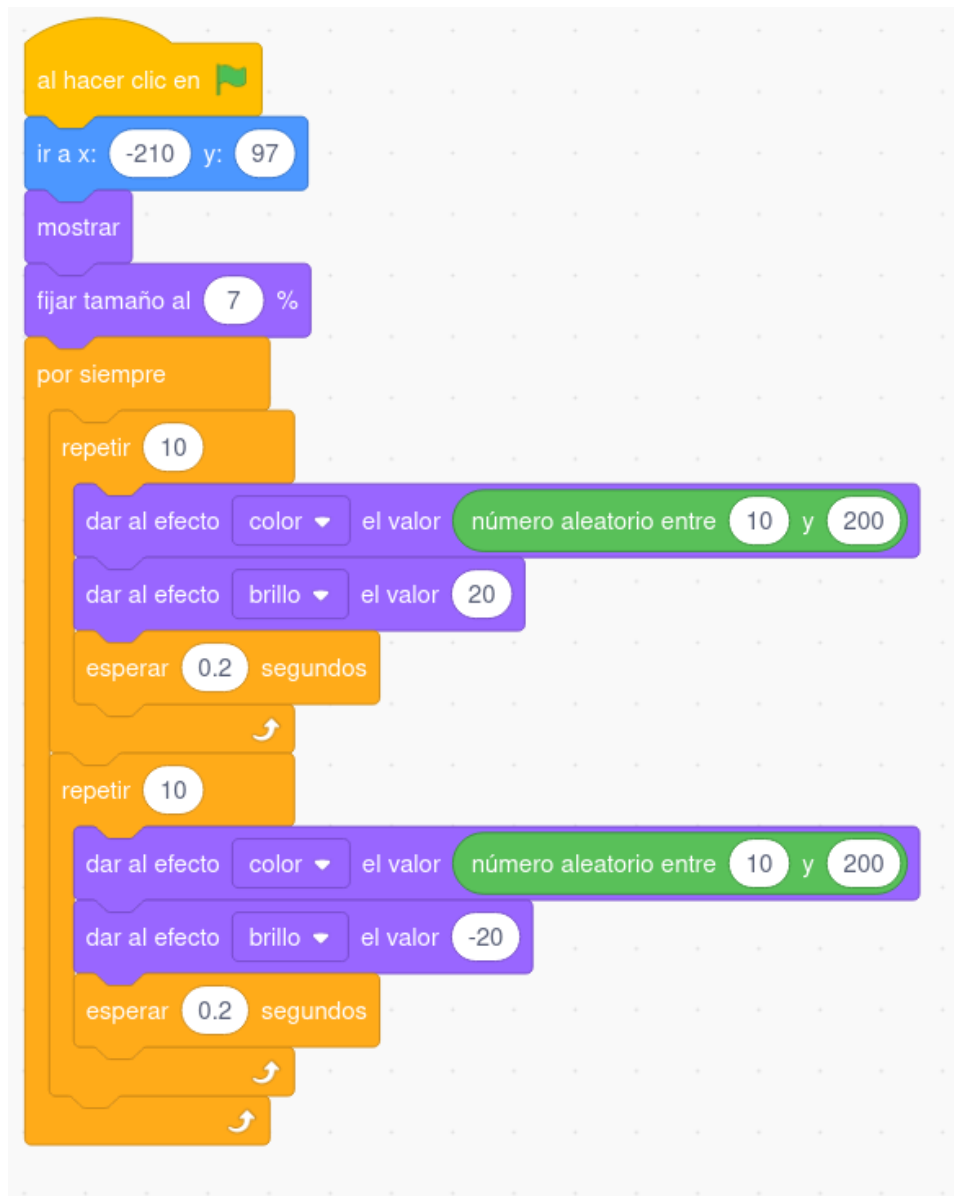 al hacer clic en
ir a x: -210 y: 97
mostrar
fijar tamaño al 7 %
por siempre
repetir 10
dar al efecto color el valor número aleatorio entre 10 y 200
dar al efecto brillo el valor 20
esperar 0.2 segundos
repetir 10
dar al efecto color el valor número aleatorio entre 10 y 200
dar al efecto brillo el valor -20
esperar 0.2 segundos